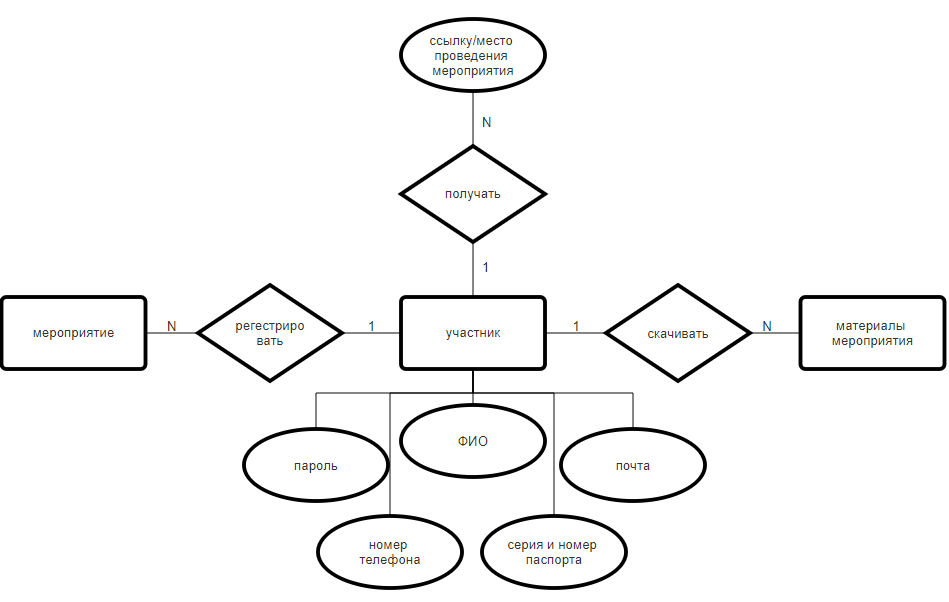 ссылку/место
проведения
мероприятия
N
получать
1
мероприятие
N
регестриро
вать
1
участник
1
скачивать
N
материалы
мероприятия
пароль
ФИО
почта
номер
телефона
серия и номер
паспорта